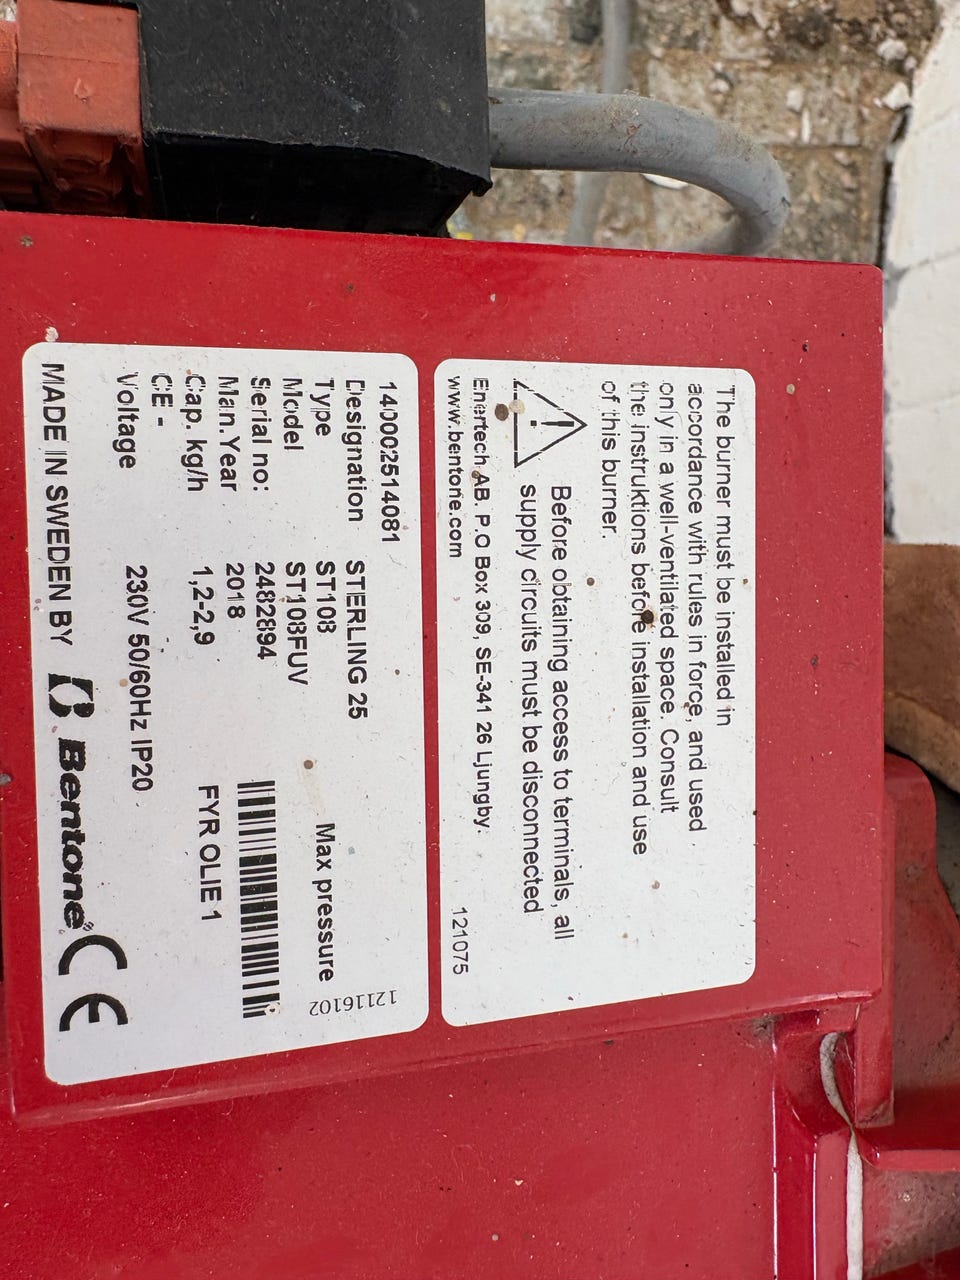 The burner must be installed in
accordance with rules in force, and used
only in a well-ventilated space. Consult
the instruktions before installation and use
of this burner.
Before obtaining access to terminals, all
supply circuits must be disconnected
Enertech AB. P.O Box 309, SE-341 26 Ljungby.
www.bentone.com 121075
140002514081 12116102
Designation STERLING 25
Type ST108 Max pressure
Model ST108FUV
Serial no: 2482894
Man.Year 2018
Cap. kg/h 1,2-2,9 FYR OLIE 1
CE -
Voltage 230V 50/60Hz IP20
MADE IN SWEDEN BY Bentone® CE